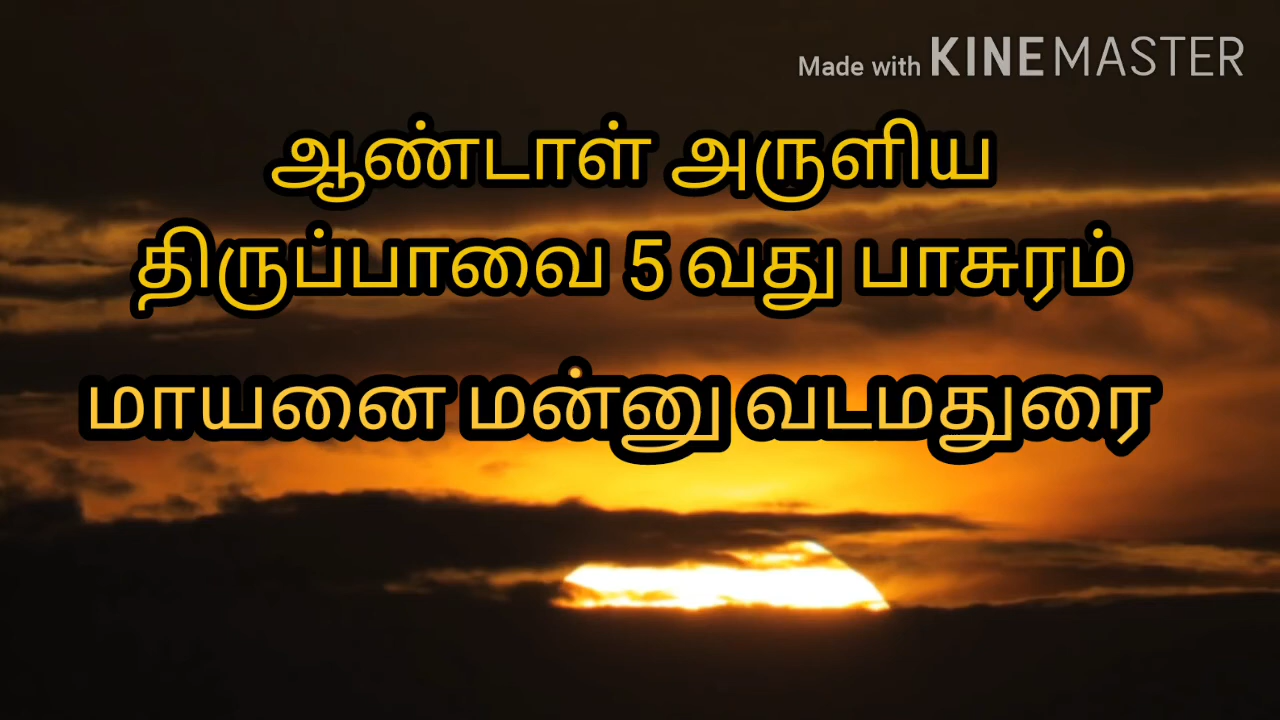 Made with KINEMASTER
ஆண்டாள் அருளிய
திருப்பாவை 5 வது பாசுரம்
மாயனை மன்னு வடமதுரை